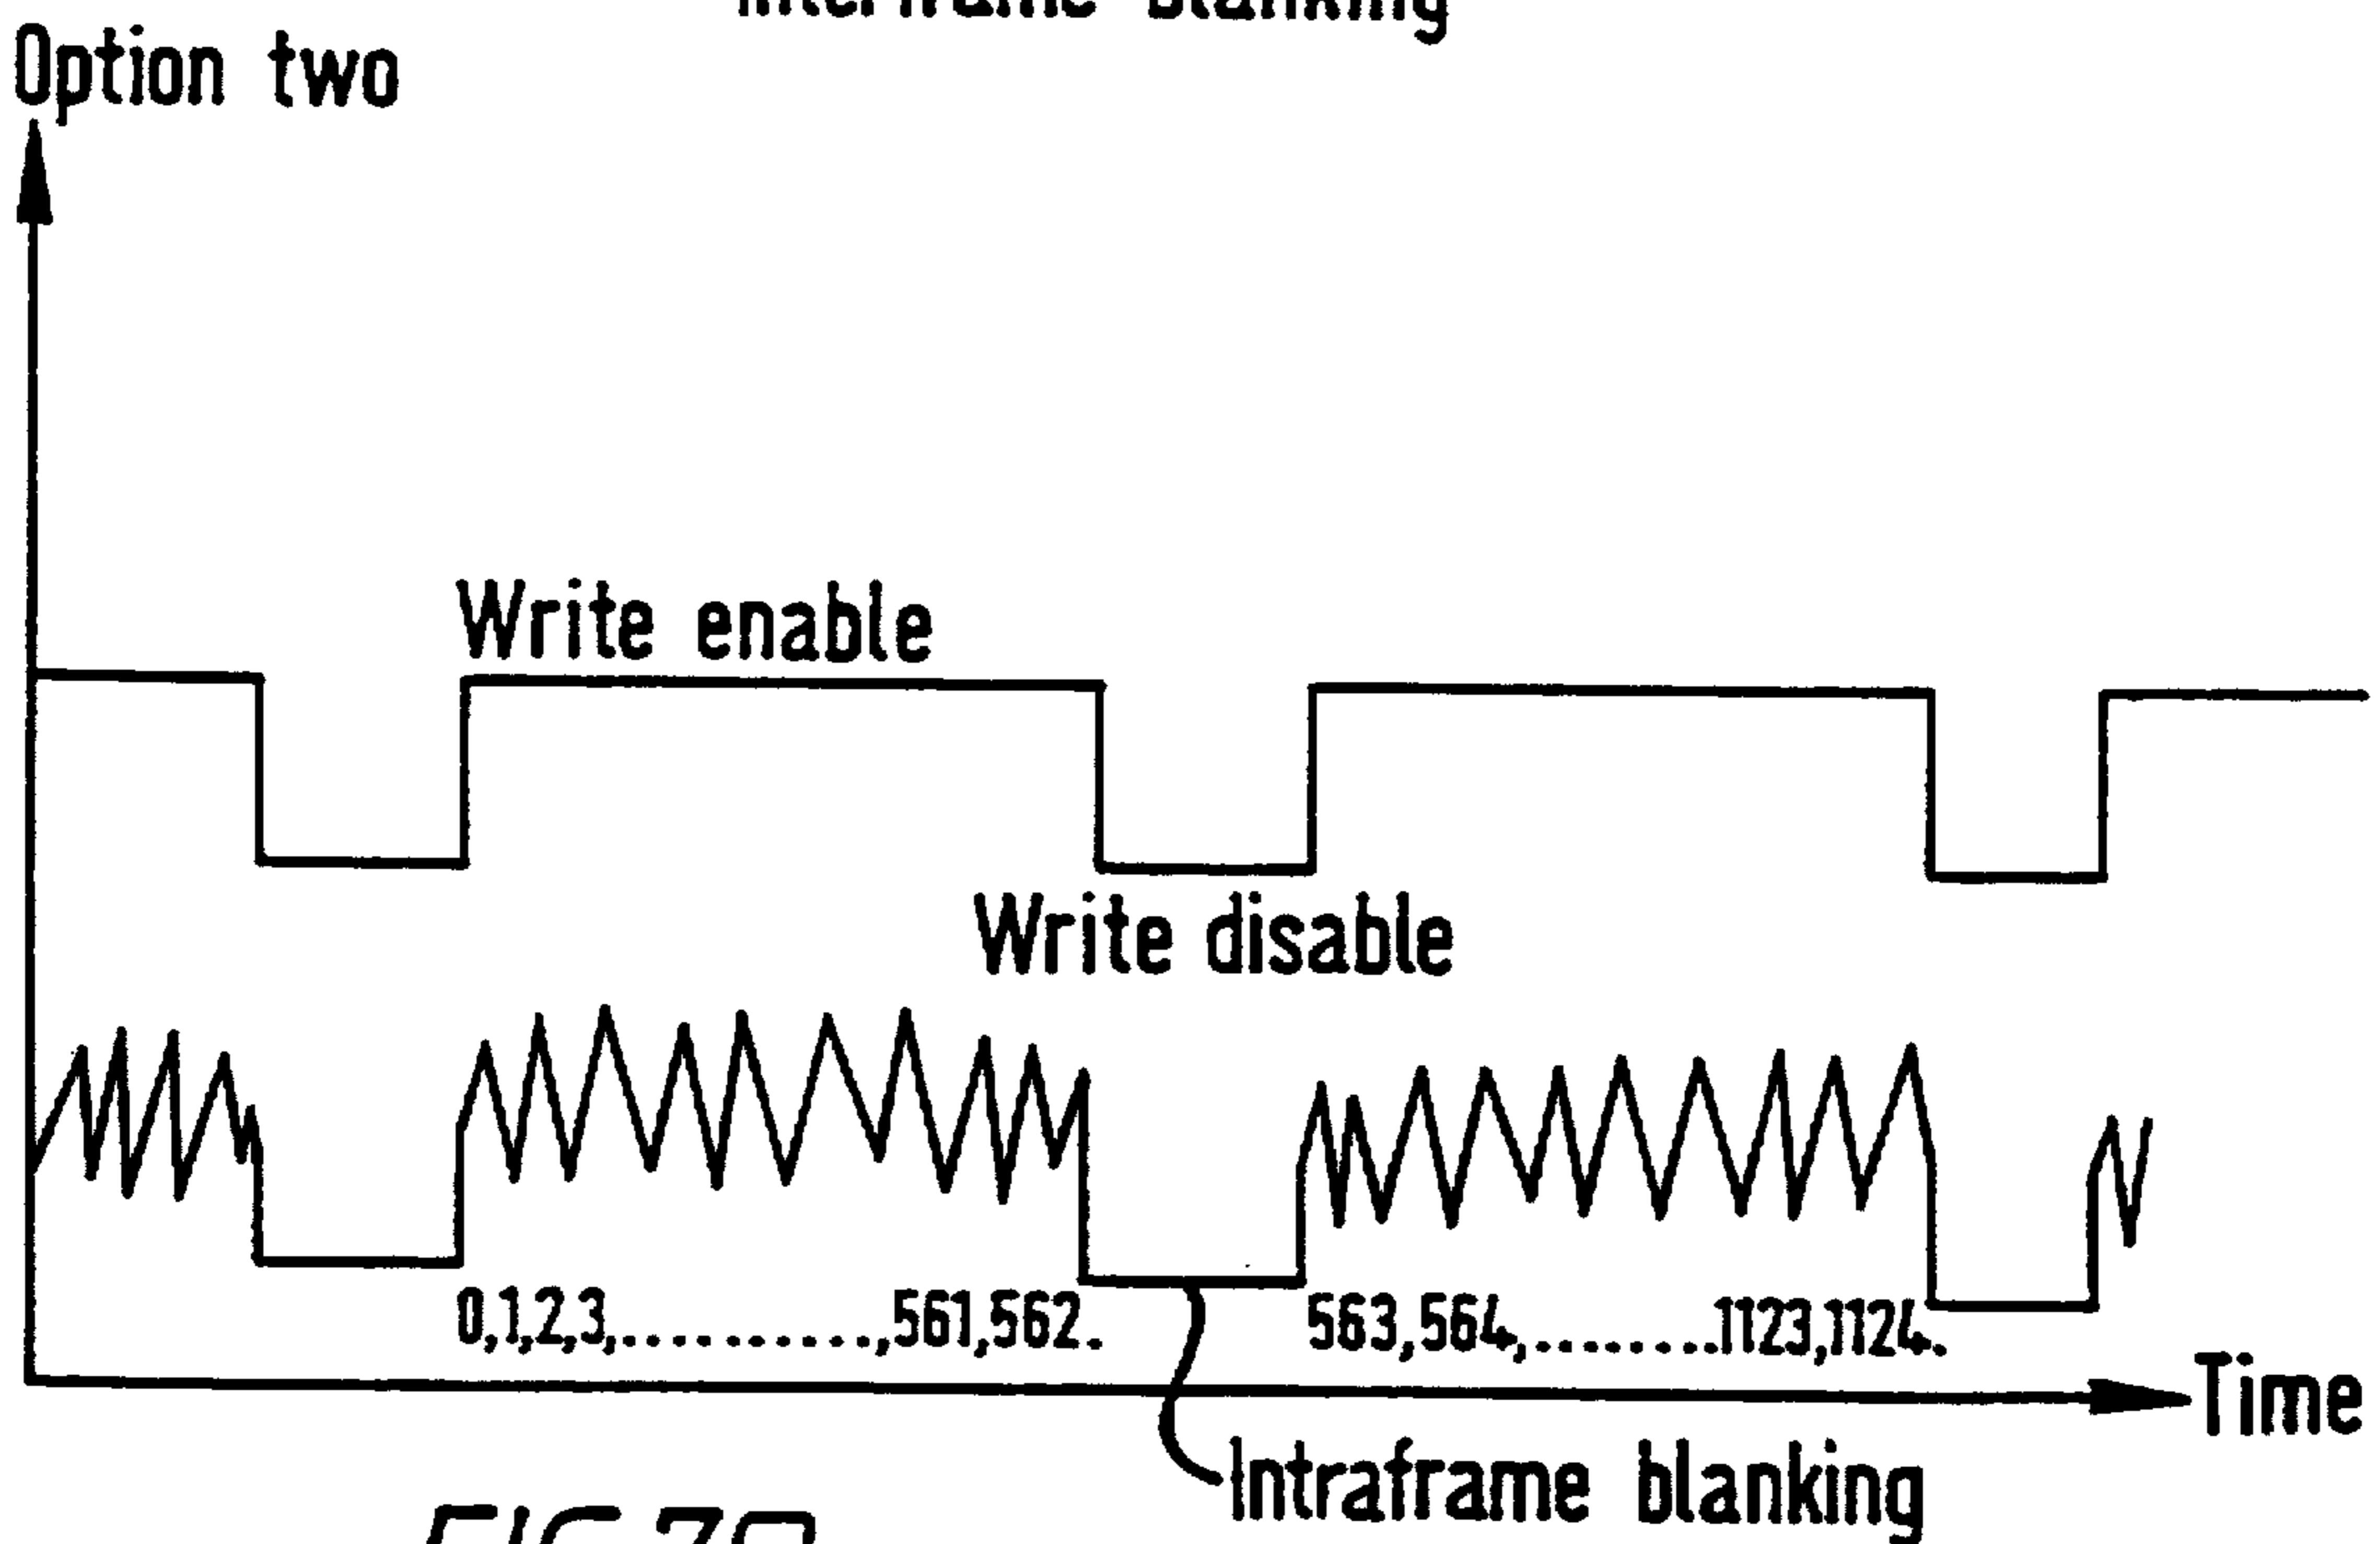 blanking
Option two
Write enable
Write disable
0,1,2,3,............,561,562.
563,564,.........1123,1124.
Time
Intraframe blanking